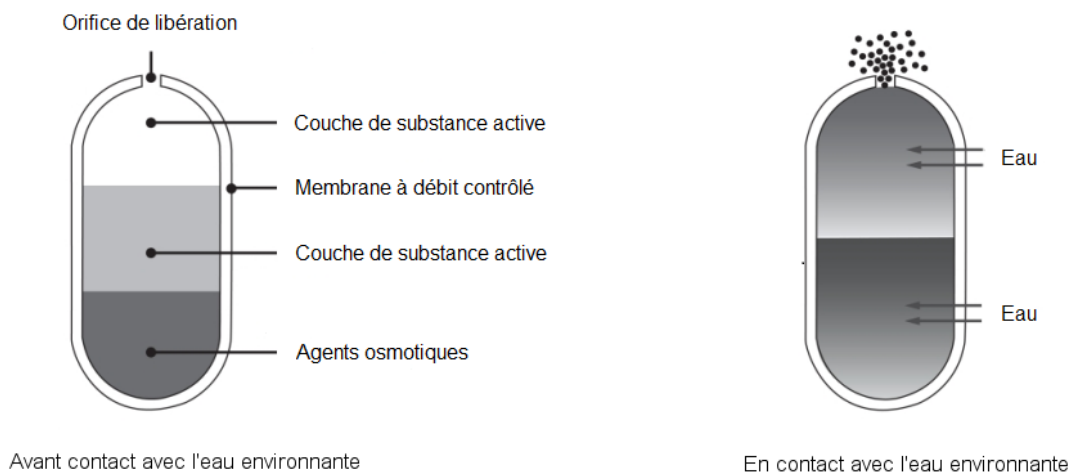 Orifice de libération
Couche de substance active
Membrane à débit contrôlé
Couche de substance active
Agents osmotiques
Eau
Eau
Avant contact avec l'eau environnante
En contact avec l'eau environnante